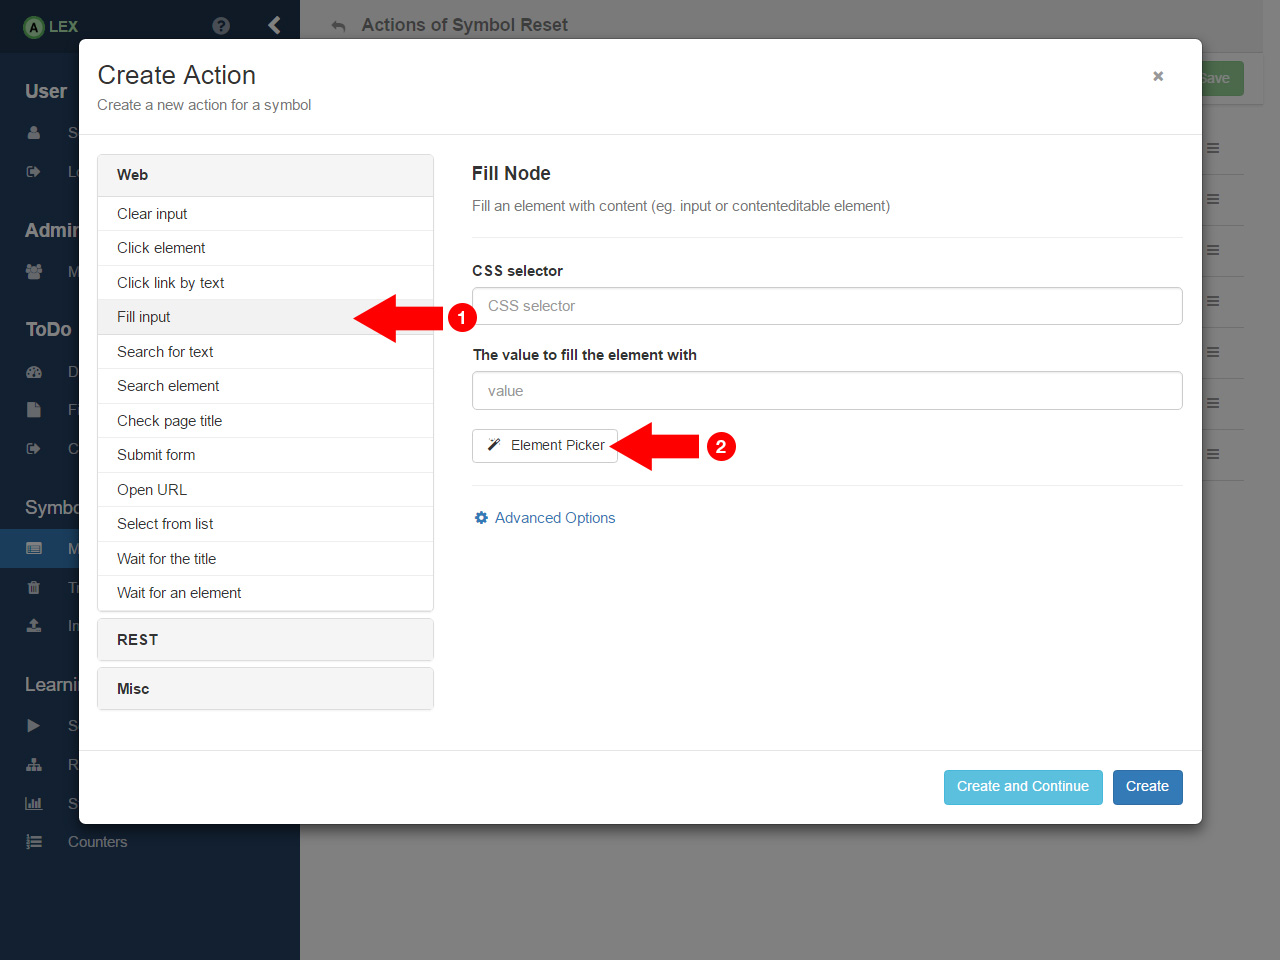 A LEX
?
Actions of Symbol Reset
Save
User
S
Admin
M
ToDo
D
F
C
Symbo
M
Tr
Im
Learni
S
R
S
Counters
Create Action
Create a new action for a symbol
×
Web
Clear input
Click element
Click link by text
Fill input
Search for text
Search element
Check page title
Submit form
Open URL
Select from list
Wait for the title
Wait for an element
REST
Misc
1
Fill Node
Fill an element with content (eg. input or contenteditable element)
CSS selector
CSS selector
The value to fill the element with
value
Element Picker
2
Advanced Options
Create and Continue
Create